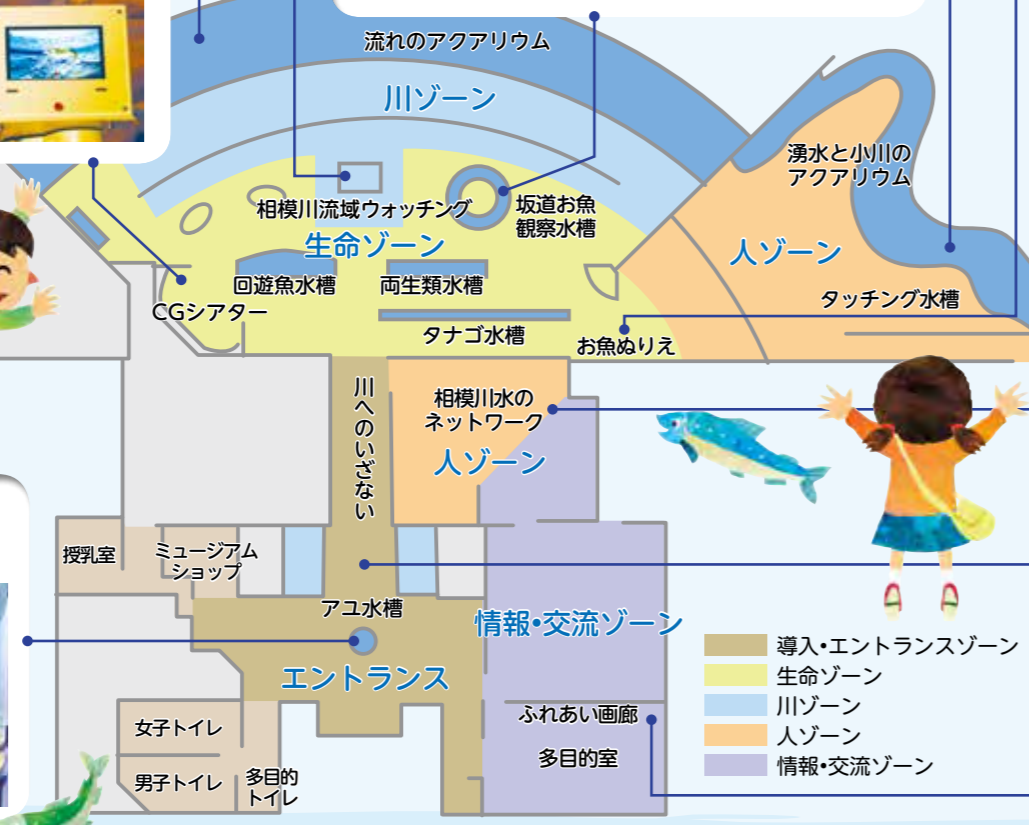 流れのアクアリウム
川ゾーン
湧水と小川の
アクアリウム
相模川流域ウォッチング
坂道お魚
観察水槽
生命ゾーン
人ゾーン
回遊魚水槽
両生類水槽
CGシアター
タッチング水槽
タナゴ水槽
お魚ぬりえ
川へのいざない
相模川水の
ネットワーク
人ゾーン
授乳室
ミュージアム
ショップ
アユ水槽
情報・交流ゾーン
エントランス
導入・エントランスゾーン
生命ゾーン
川ゾーン
人ゾーン
情報・交流ゾーン
ふれあい画廊
多目的室
女子トイレ
男子トイレ
多目的
トイレ